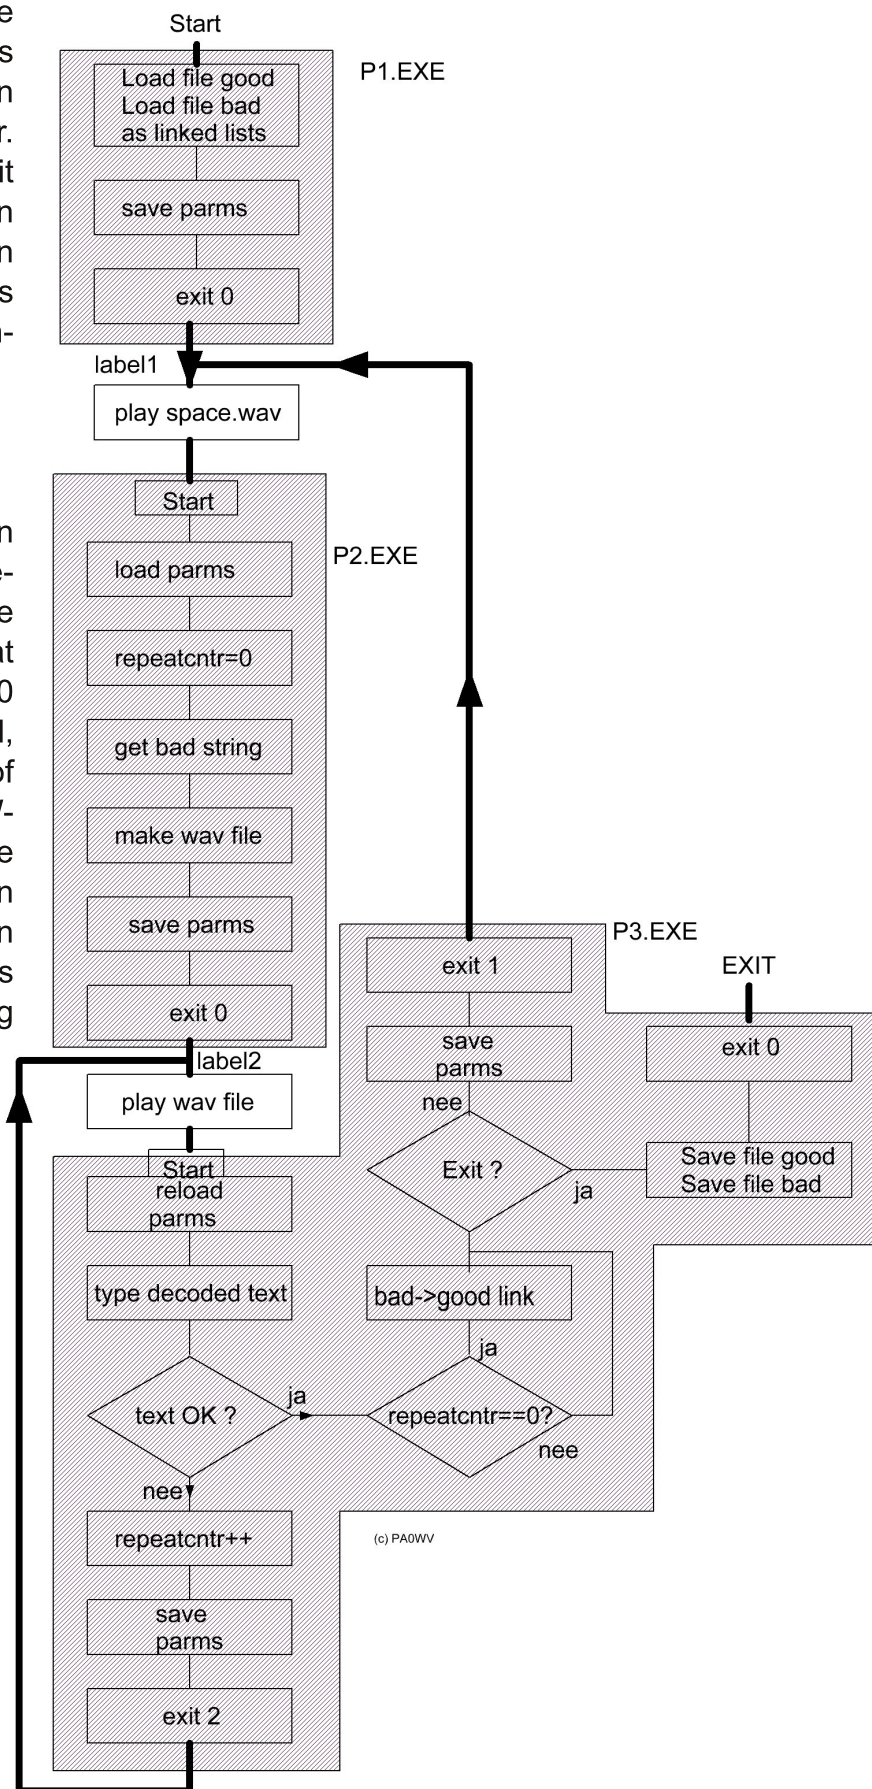 Start
P1.EXE
Load file good
Load file bad
as linked lists
save parms
exit 0
label1
play space.wav
Start
P2.EXE
load parms
repeatcntr=0
get bad string
make wav file
save parms
exit 0
label2
play wav file
Start
reload
parms
type decoded text
text OK ?
ja
nee
repeatcntr++
save
parms
exit 2
P3.EXE
exit 1
save
parms
nee
Exit ?
ja
EXIT
exit 0
Save file good
Save file bad
bad->good link
ja
repeatcntr==0?
nee
(c) PA0WV
e
s
n
r.
it
n
n
s
n-
n
e-
e
at
0
l,
of
/-
e
n
n
s
g